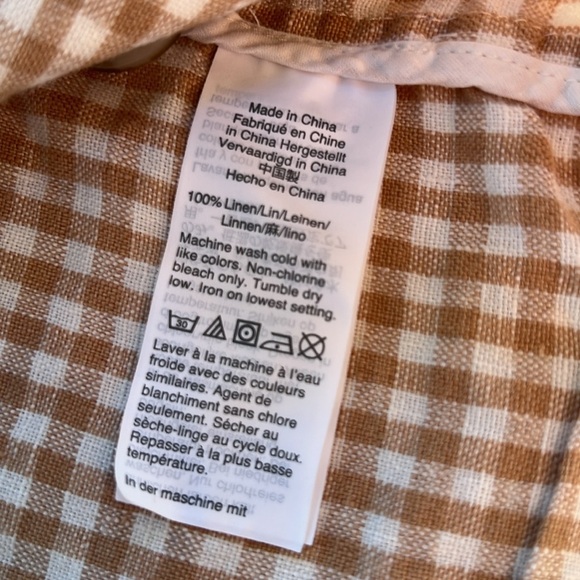 Made in China
Fabriqué en Chine
in China Hergestellt
Vervaardigd in China
中国製
Hecho en China
100% Linen/Lin/Leinen/
Linnen/麻/lino
Machine wash cold with
like colors. Non-chlorine
bleach only. Tumble dry
low. Iron on lowest setting.
30
Laver à la machine à l'eau
froide avec des couleurs
similaires. Agent de
blanchiment sans chlore
seulement. Sécher au
sèche-linge au cycle doux.
Repasser à la plus basse
température.
In der maschine mit